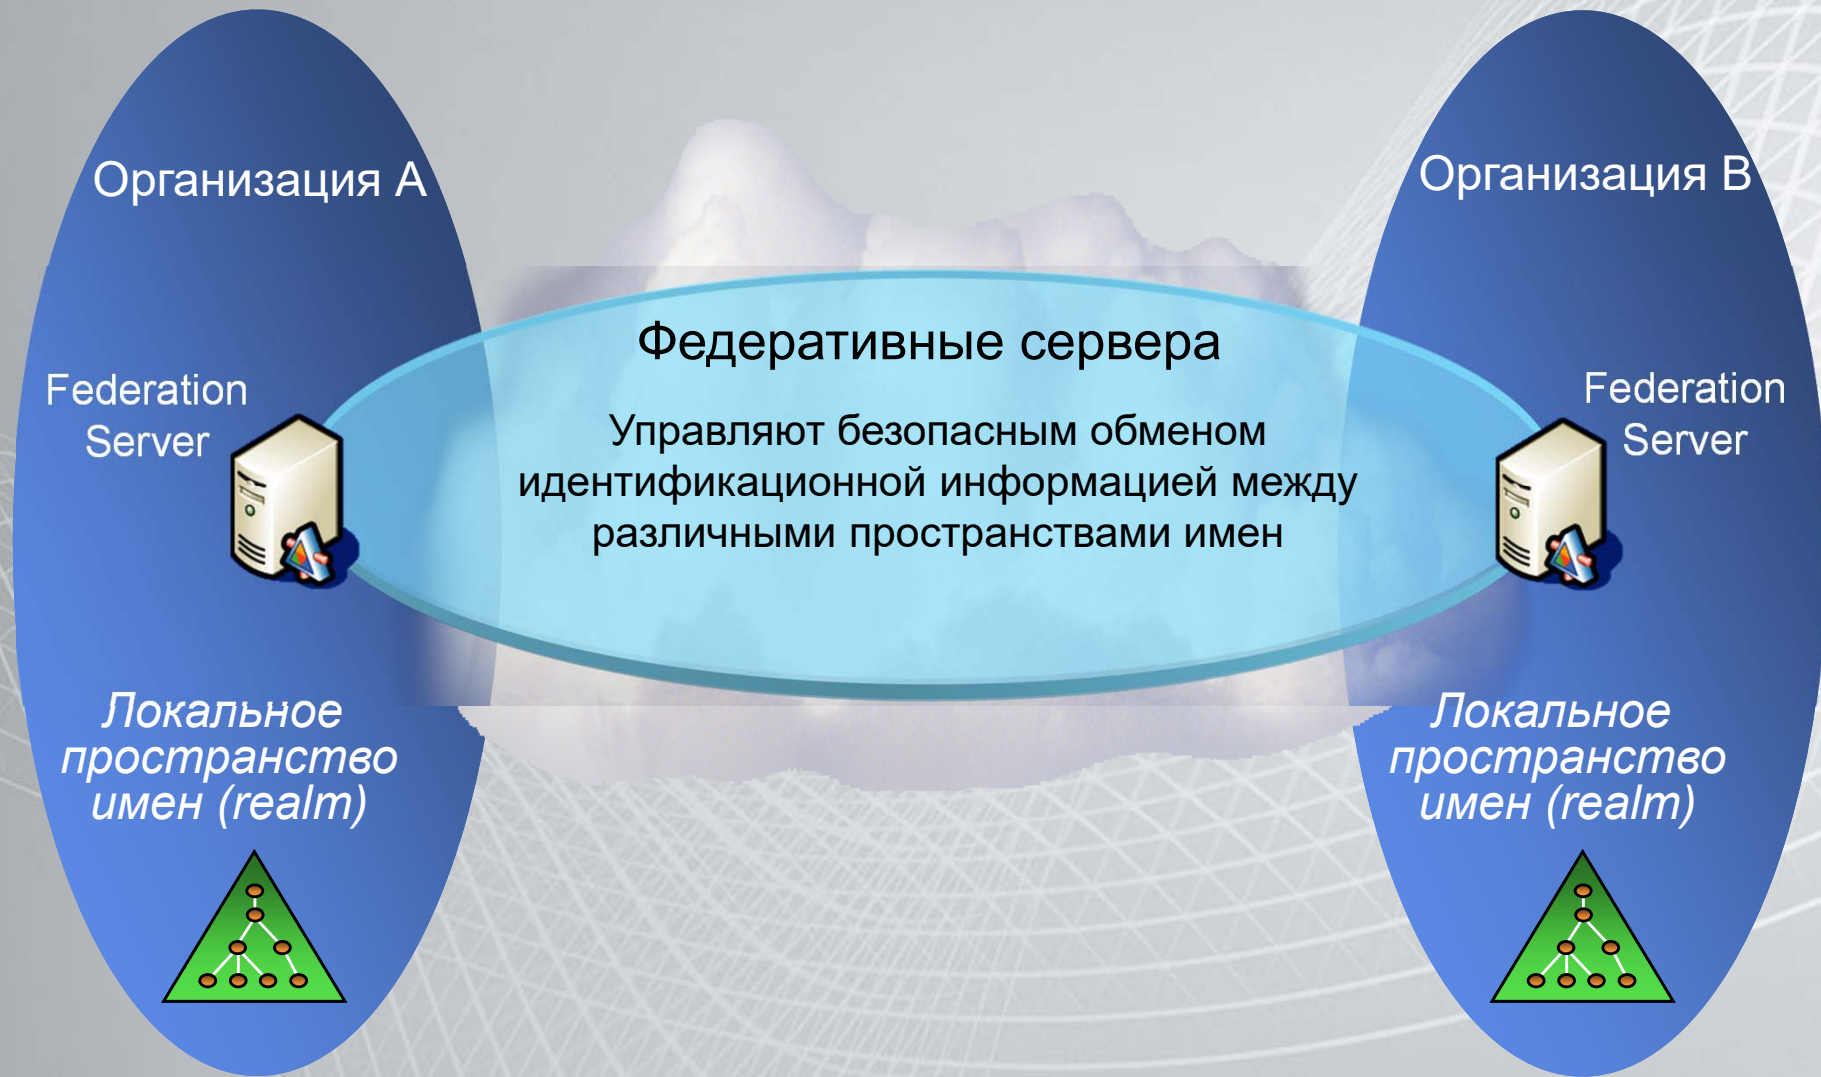 Организация А
Federation
Server
Локальное
пространство
имен (realm)
Федеративные сервера
Управляют безопасным обменом
идентификационной информацией между
различными пространствами имен
Организация В
Federation
Server
Локальное
пространство
имен (realm)